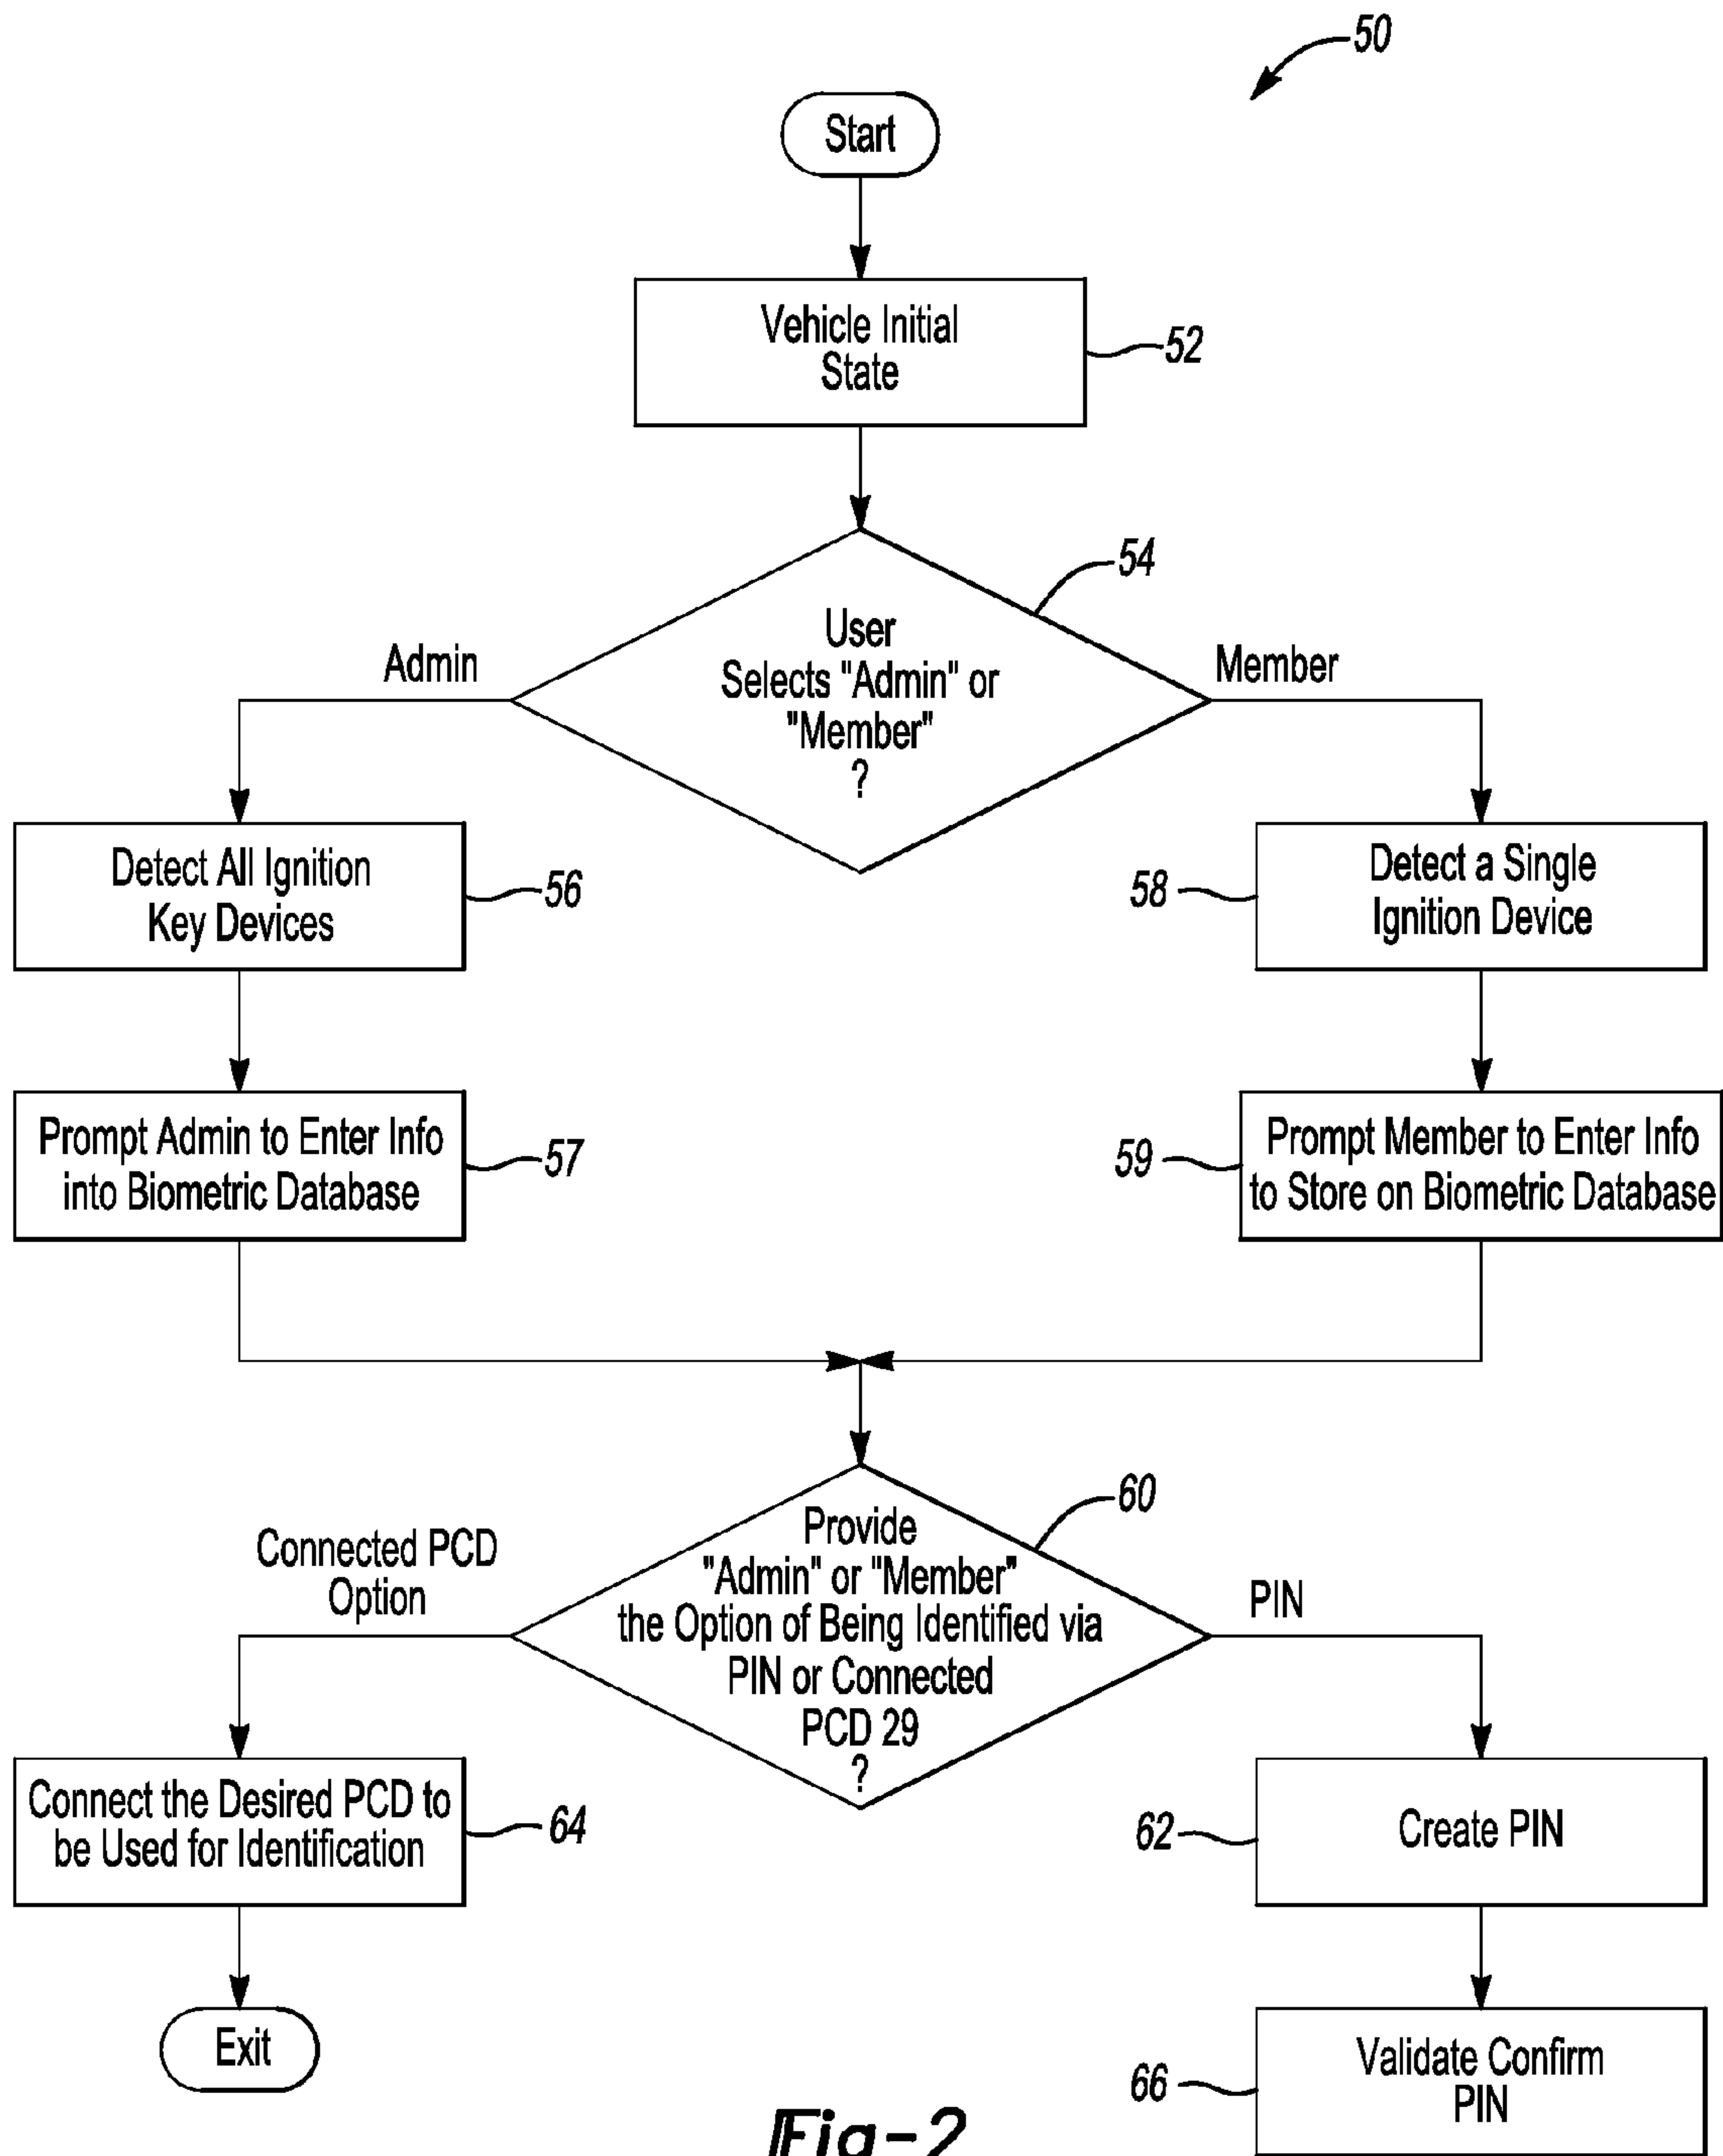 50
Start
Vehicle Initial
State
52
54
User
Selects "Admin" or
"Member"
?
Admin
Member
Detect All Ignition
Key Devices
56
58
Detect a Single
Ignition Device
Prompt Admin to Enter Info
into Biometric Database
57
59
Prompt Member to Enter Info
to Store on Biometric Database
60
Provide
"Admin" or "Member"
the Option of Being Identified via
PIN or Connected
PCD 29
?
Connected PCD
Option
PIN
Connect the Desired PCD to
be Used for Identification
64
62
Create PIN
Exit
66
Validate Confirm
PIN
Fig-2